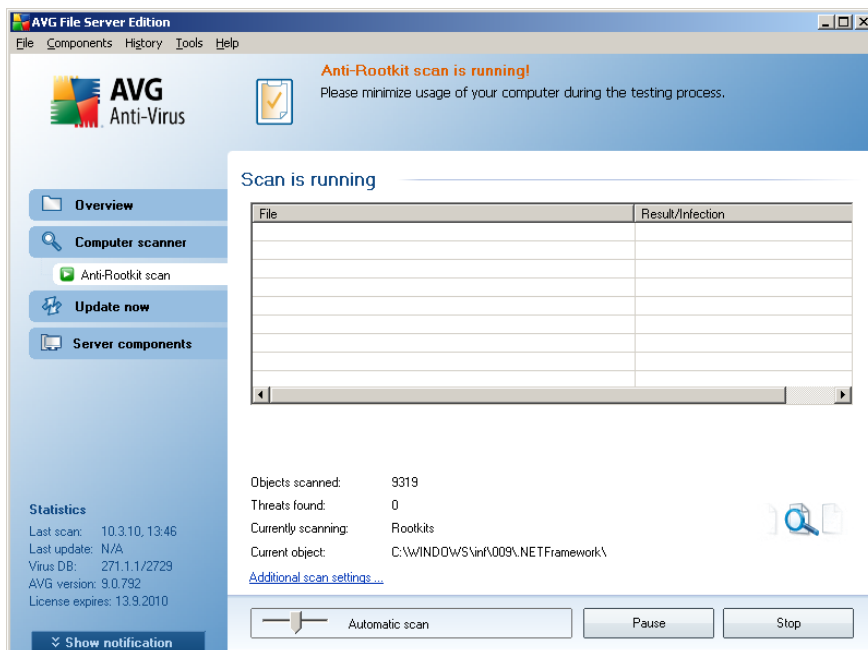 AVG File Server Edition
File Components History Tools Help
AVG
Anti-Virus
Anti-Rootkit scan is running!
Please minimize usage of your computer during the testing process.
Overview
Computer scanner
Anti-Rootkit scan
Update now
Server components
Scan is running
File Result/Infection
Objects scanned: 9319
Threats found: 0
Currently scanning: Rootkits
Current object: C:\WINDOWS\inf\009\.NETFramework\
Additional scan settings ...
Statistics
Last scan: 10.3.10, 13:46
Last update: N/A
Virus DB: 271.1.1/2729
AVG version: 9.0.792
License expires: 13.9.2010
Show notification
Automatic scan Pause Stop